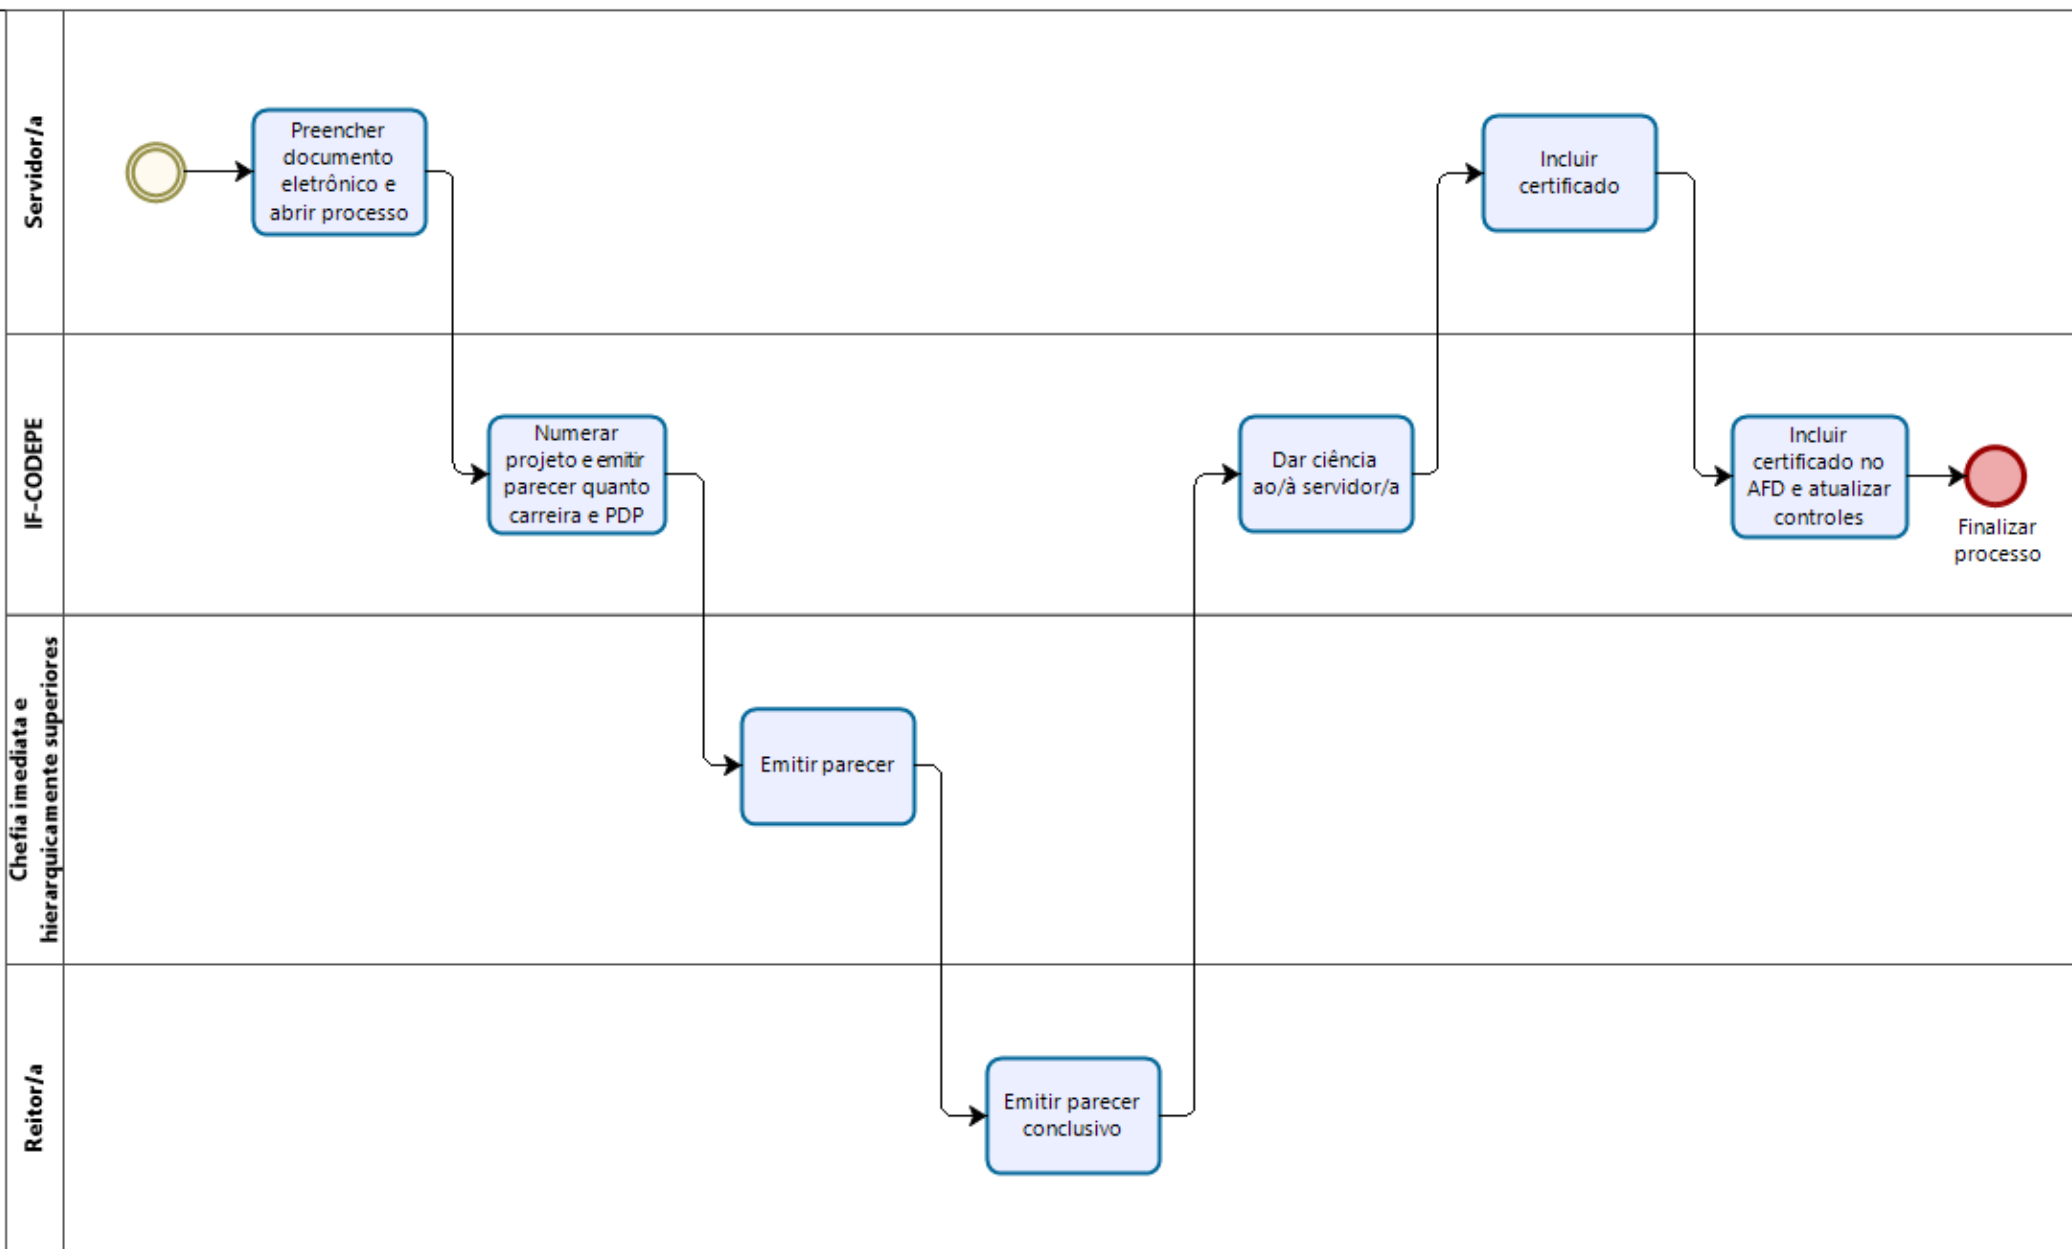 Servidor/a
Preencher
documento
eletrônico e
abrir processo
Incluir
certificado
IF-CODEPE
Numerar
projeto e emitir
parecer quanto
carreira e PDP
Dar ciência
ao/à servidor/a
Incluir
certificado no
AFD e atualizar
controles
Finalizar
processo
Chefia imediata e
hierarquicamente superiores
Emitir parecer
Reitor/a
Emitir parecer
conclusivo